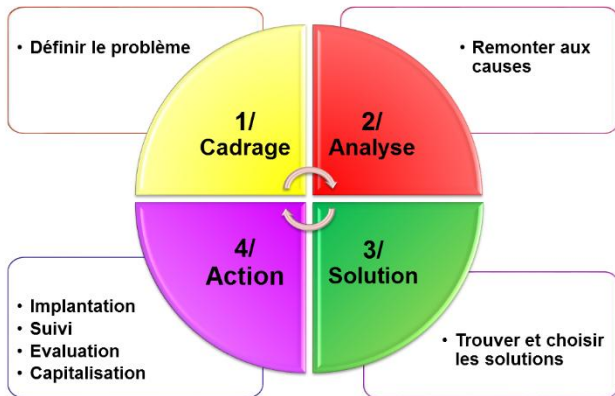 • Définir le problème
• Remonter aux
causes
1/
Cadrage
2/
Analyse
4/
Action
3/
Solution
• Implantation
• Suivi
• Evaluation
• Capitalisation
• Trouver et choisir
les solutions